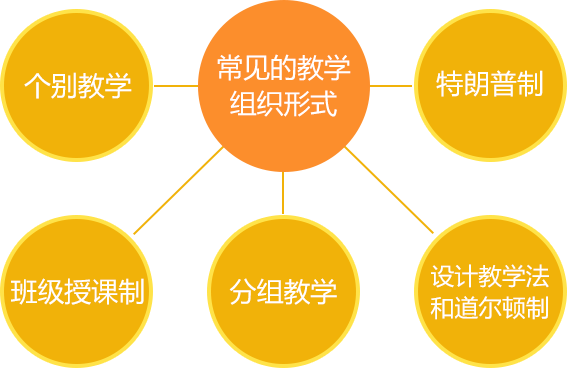 常见的教学
组织形式
个别教学
特朗普制
班级授课制
分组教学
设计教学法
和道尔顿制